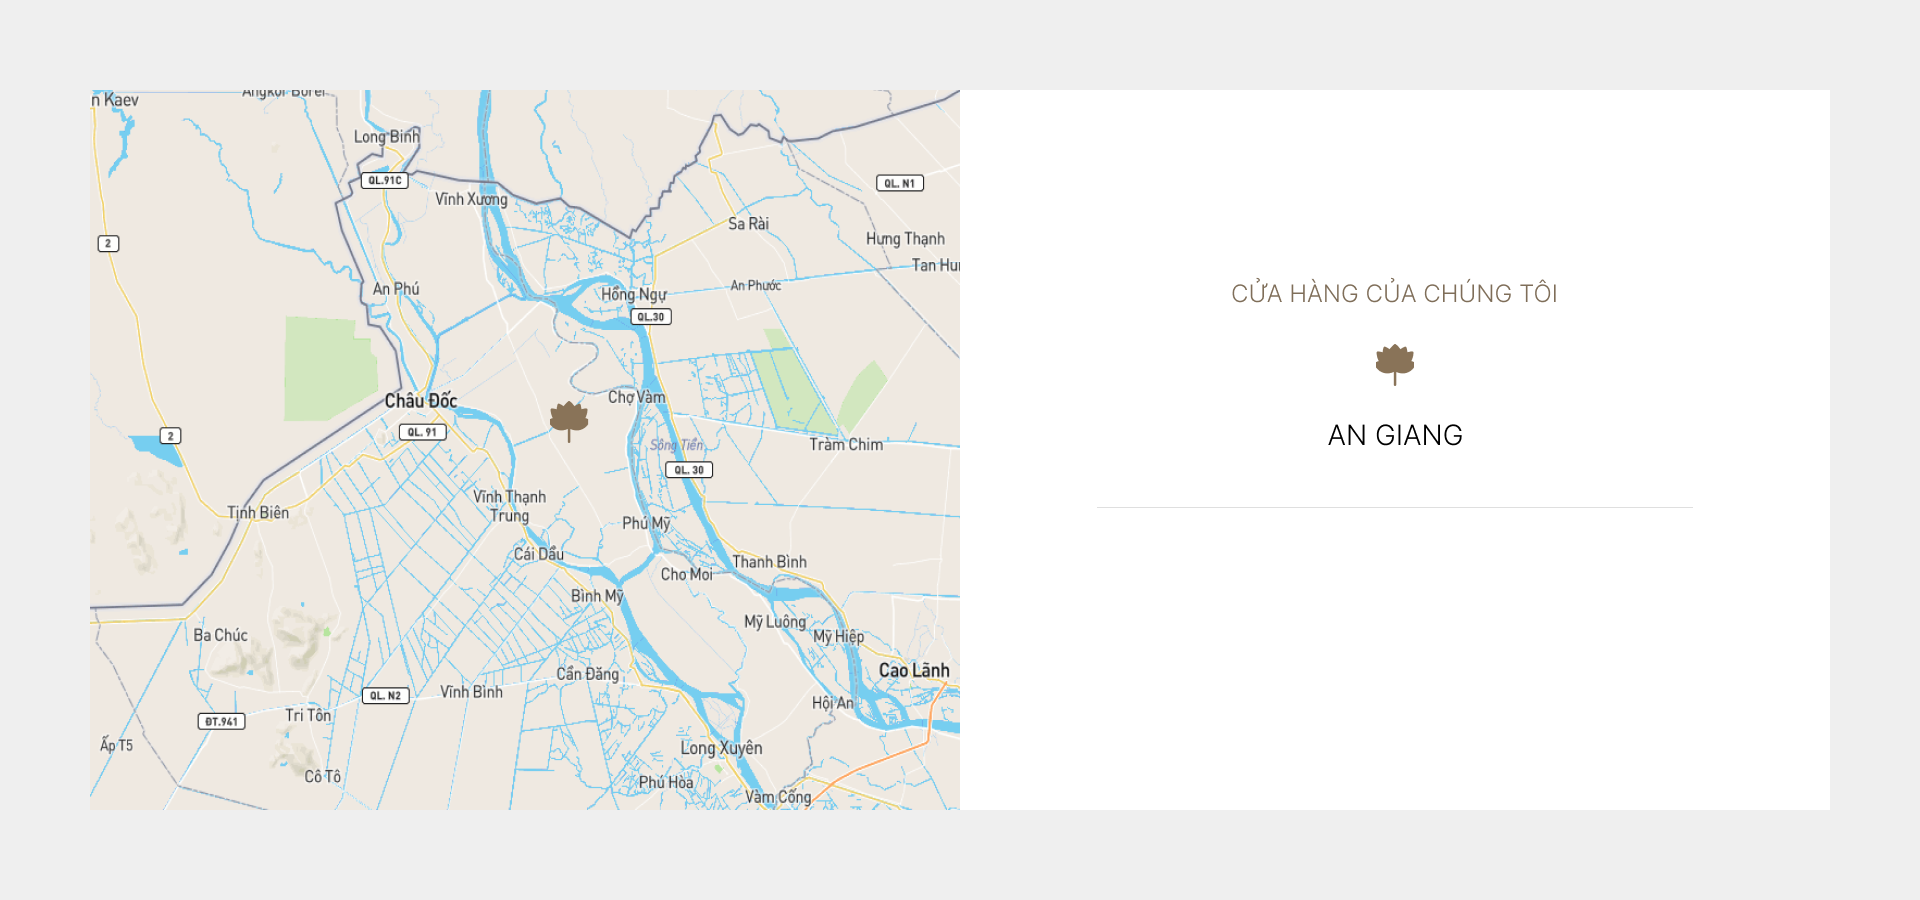 n Kaev
Angkor Borei
Long Binh
QL.91C
Vĩnh Xương
QL. N1
Sa Rài
2
Hưng Thạnh
Tan Hu
An Phú
An Phước
Hồng Ngự
QL.30
Châu Đốc
Chợ Vàm
QL. 91
2
Sông Tiền
Tràm Chim
QL. 30
Vĩnh Thạnh
Trung
Tịnh Biên
Phú Mỹ
Cái Dầu
Thanh Bình
Cho Moi
Bình Mỹ
Mỹ Luông
Ba Chúc
Mỹ Hiệp
Cần Đăng
Cao Lãnh
QL. N2
Vĩnh Bình
Hội An
Tri Tôn
ĐT.941
Ấp T5
Long Xuyên
Cô Tô
Phú Hòa
Vàm Cống
CỬA HÀNG CỦA CHÚNG TÔI
AN GIANG